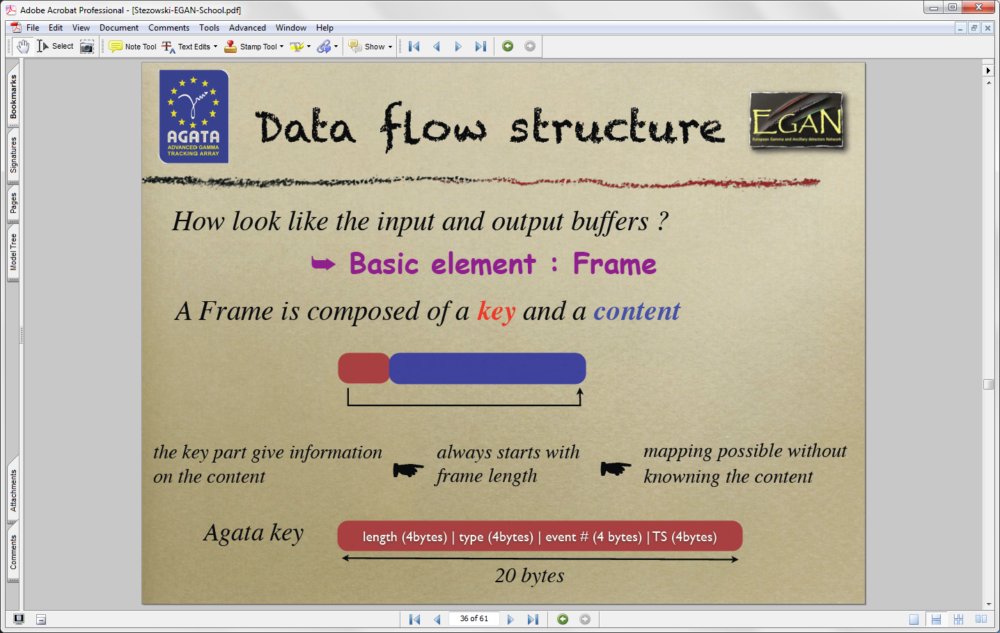 Adobe Acrobat Professional - [Stezowski-EGAN-School.pdf]
File Edit View Document Comments Tools Advanced Window Help
Select Note Tool Text Edits Stamp Tool Show
Bookmarks
Signatures
Pages
Model Tree
Attachments
Comments
AGATA
ADVANCED GAMMA
TRACKING ARRAY
Data flow structure
EGAN
European Gamma and Ancillary detectors Network
How look like the input and output buffers ?
➥ Basic element : Frame
A Frame is composed of a key and a content
the key part give information
on the content
always starts with
frame length
mapping possible without
knowning the content
Agata key
length (4bytes) | type (4bytes) | event # (4 bytes) | TS (4bytes)
20 bytes
36 of 61